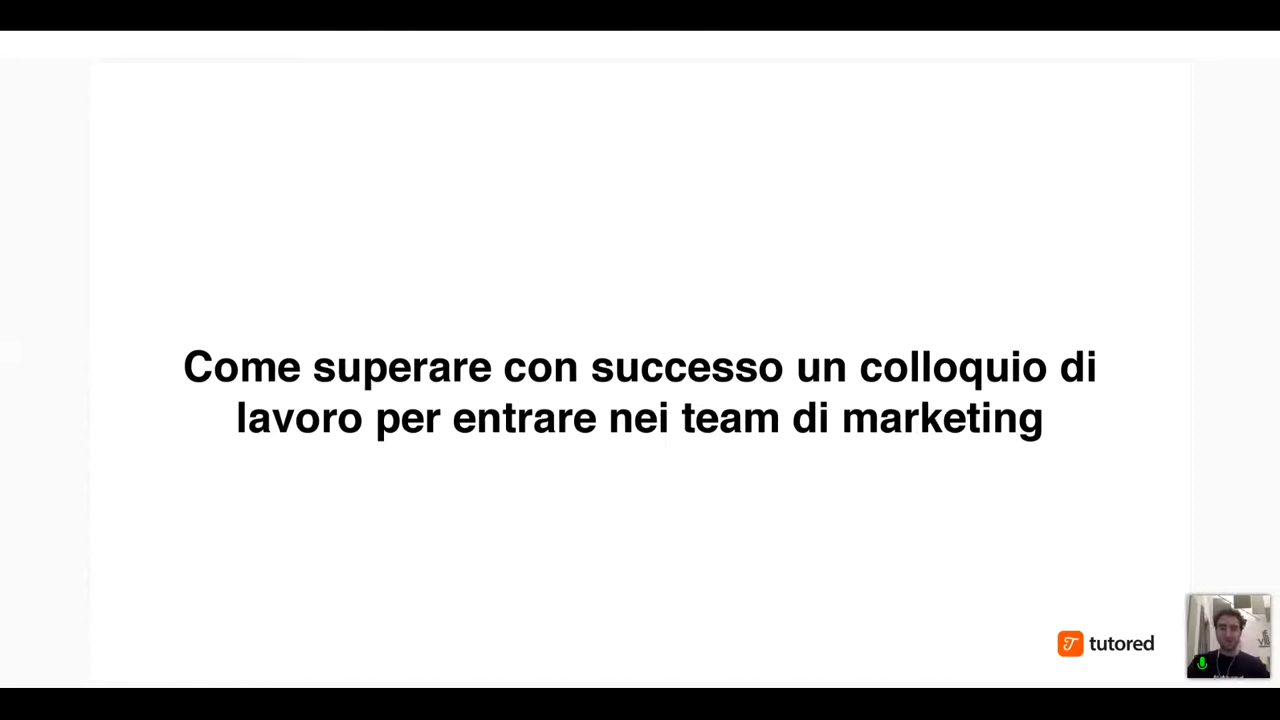 Come superare con successo un colloquio di
lavoro per entrare nei team di marketing
tutored